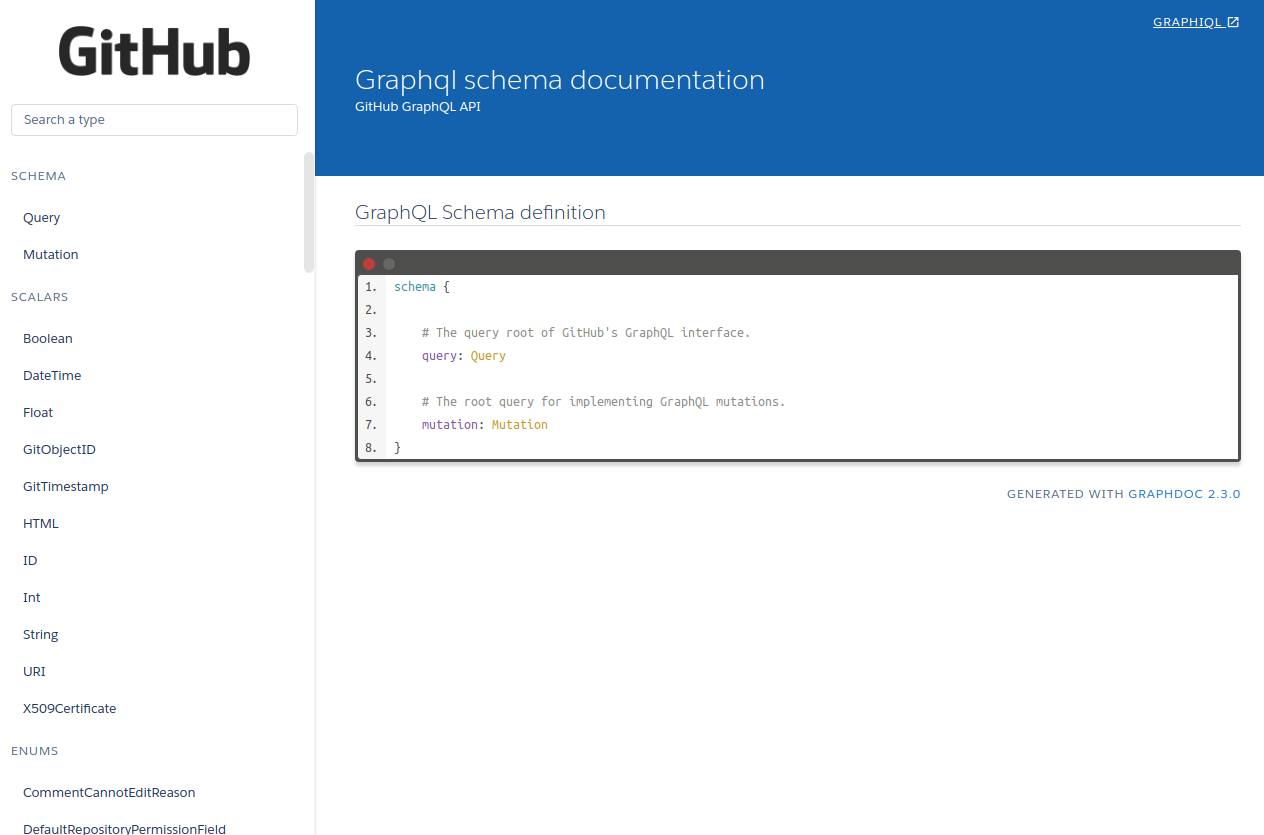 GitHub
Search a type
SCHEMA
Query
Mutation
SCALARS
Boolean
DateTime
Float
GitObjectID
GitTimestamp
HTML
ID
Int
String
URI
X509Certificate
ENUMS
CommentCannotEditReason
DefaultRepositoryPermissionField
GRAPHIQL
Graphql schema documentation
GitHub GraphQL API
GraphQL Schema definition
1. schema {
2.
3. # The query root of GitHub's GraphQL interface.
4. query: Query
5.
6. # The root query for implementing GraphQL mutations.
7. mutation: Mutation
8. }
GENERATED WITH GRAPHDOC 2.3.0